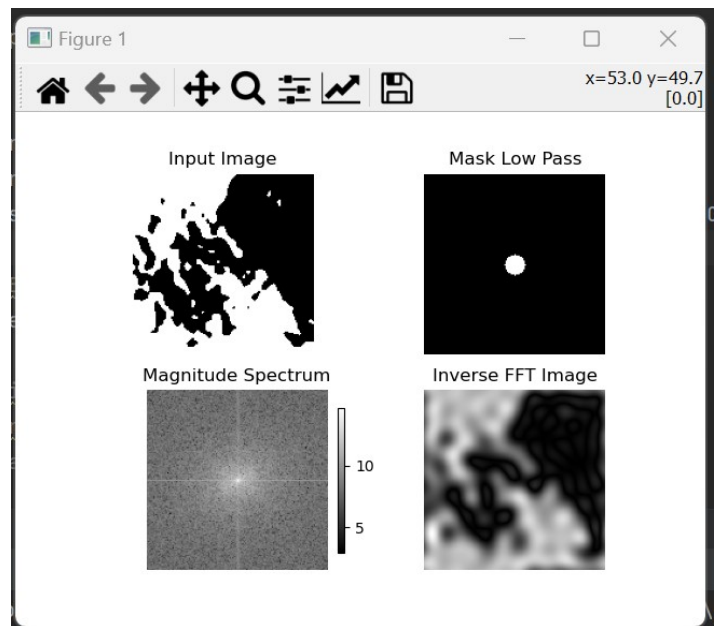 Figure 1
x=53.0 y=49.7
[0.0]
Input Image
Mask Low Pass
Magnitude Spectrum
Inverse FFT Image
10
5